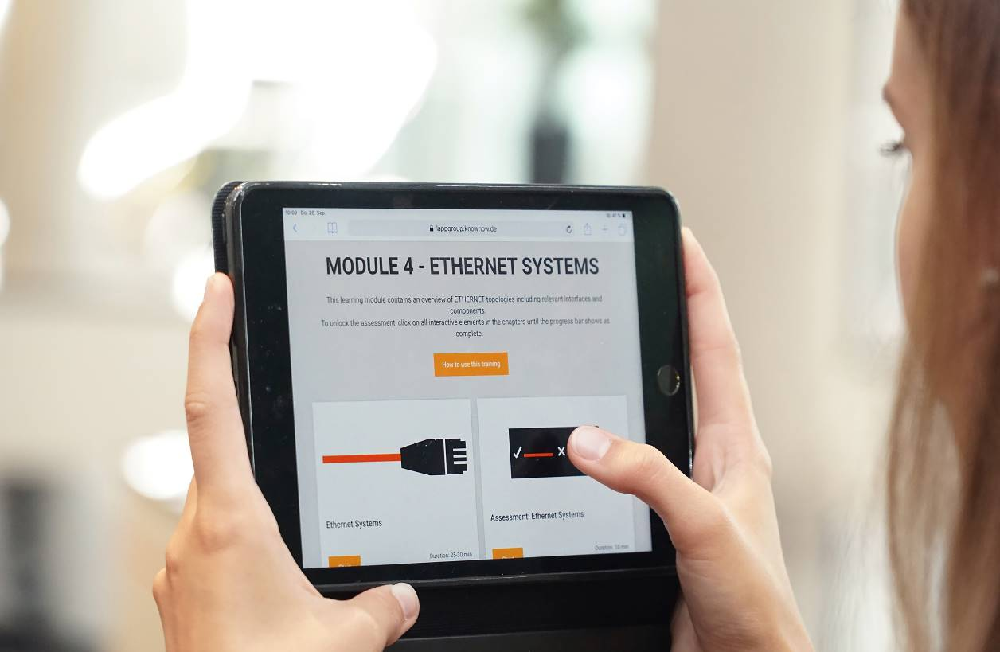 10:09 Do. 26. Sep.
41 %
lappgroup.knowhow.de
MODULE 4 - ETHERNET SYSTEMS
This learning module contains an overview of ETHERNET topologies including relevant interfaces and
components.
To unlock the assessment, click on all interactive elements in the chapters until the progress bar shows as
complete.
How to use this training
Ethernet Systems
Assessment: Ethernet Systems
Duration: 25-30 min
Duration: 10 min